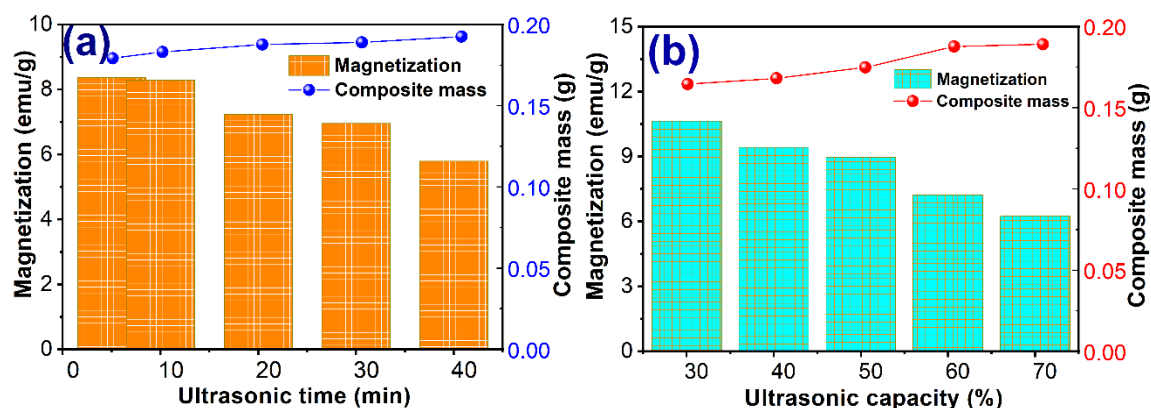 (a)
Magnetization (emu/g)
10
8
6
4
2
0
Magnetization
Composite mass
0.20
0.15
0.10
0.05
0.00
Composite mass (g)
0 10 20 30 40
Ultrasonic time (min)
(b)
Magnetization (emu/g)
15
12
9
6
3
0
Magnetization
Composite mass
0.20
0.15
0.10
0.05
0.00
Composite mass (g)
30 40 50 60 70
Ultrasonic capacity (%)